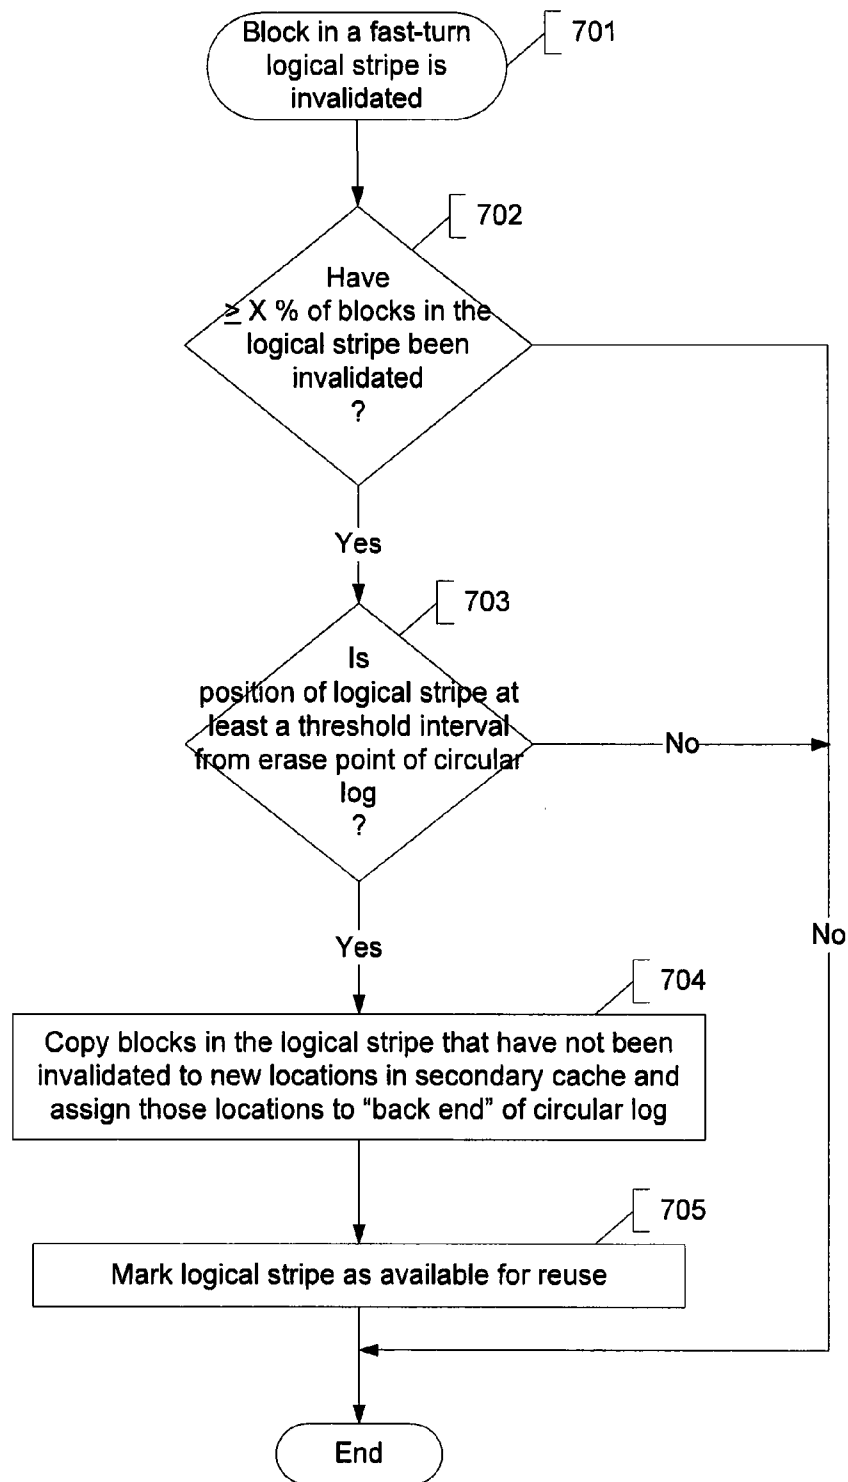 Block in a fast-turn
logical stripe is
invalidated
701
702
Have
≥ X % of blocks in the
logical stripe been
invalidated
?
Yes
703
Is
position of logical stripe at
least a threshold interval
from erase point of circular
log
?
No
Yes
No
704
Copy blocks in the logical stripe that have not been
invalidated to new locations in secondary cache and
assign those locations to “back end” of circular log
705
Mark logical stripe as available for reuse
End